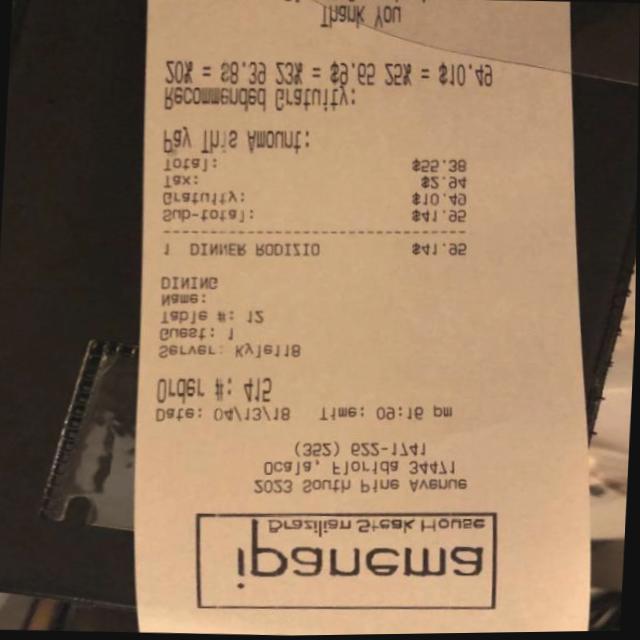 ipanema
Brazilian Steak House
2023 South Pine Avenue
Ocala, Florida 34471
(352) 622-1741
Date: 04/13/18 Time: 09:16 pm
Order #: 415
Server: Kyle118
Guest: 1
Table #: 12
Name:
DINING
1 DINNER RODIZIO $41.95
Sub-total: $41.95
Gratuity: $10.49
Tax: $2.94
Total: $55.38
Pay This Amount:
Recommended Gratuity:
20% = $8.39 23% = $9.65 25% = $10.49
Thank You